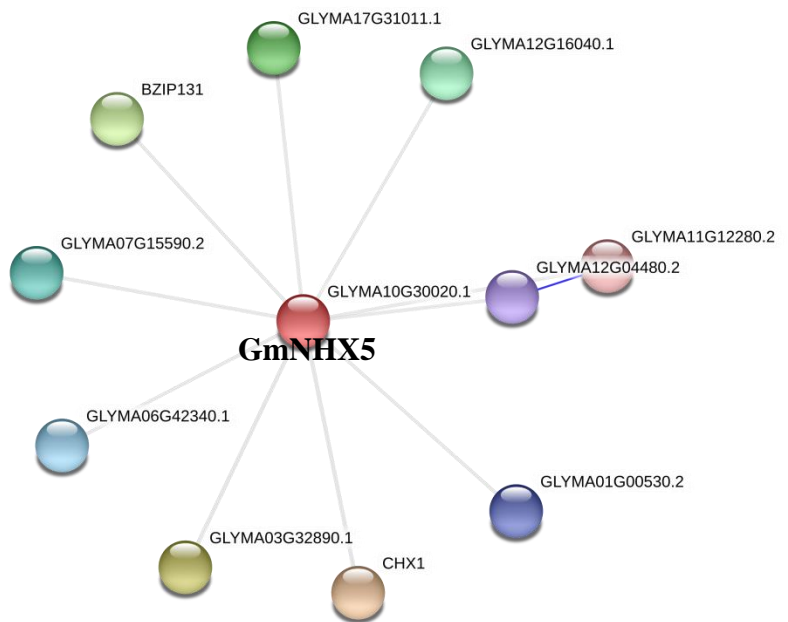 GLYMA17G31011.1
GLYMA12G16040.1
BZIP131
GLYMA11G12280.2
GLYMA07G15590.2
GLYMA12G04480.2
GLYMA10G30020.1
GmNHX5
GLYMA06G42340.1
GLYMA01G00530.2
GLYMA03G32890.1
CHX1